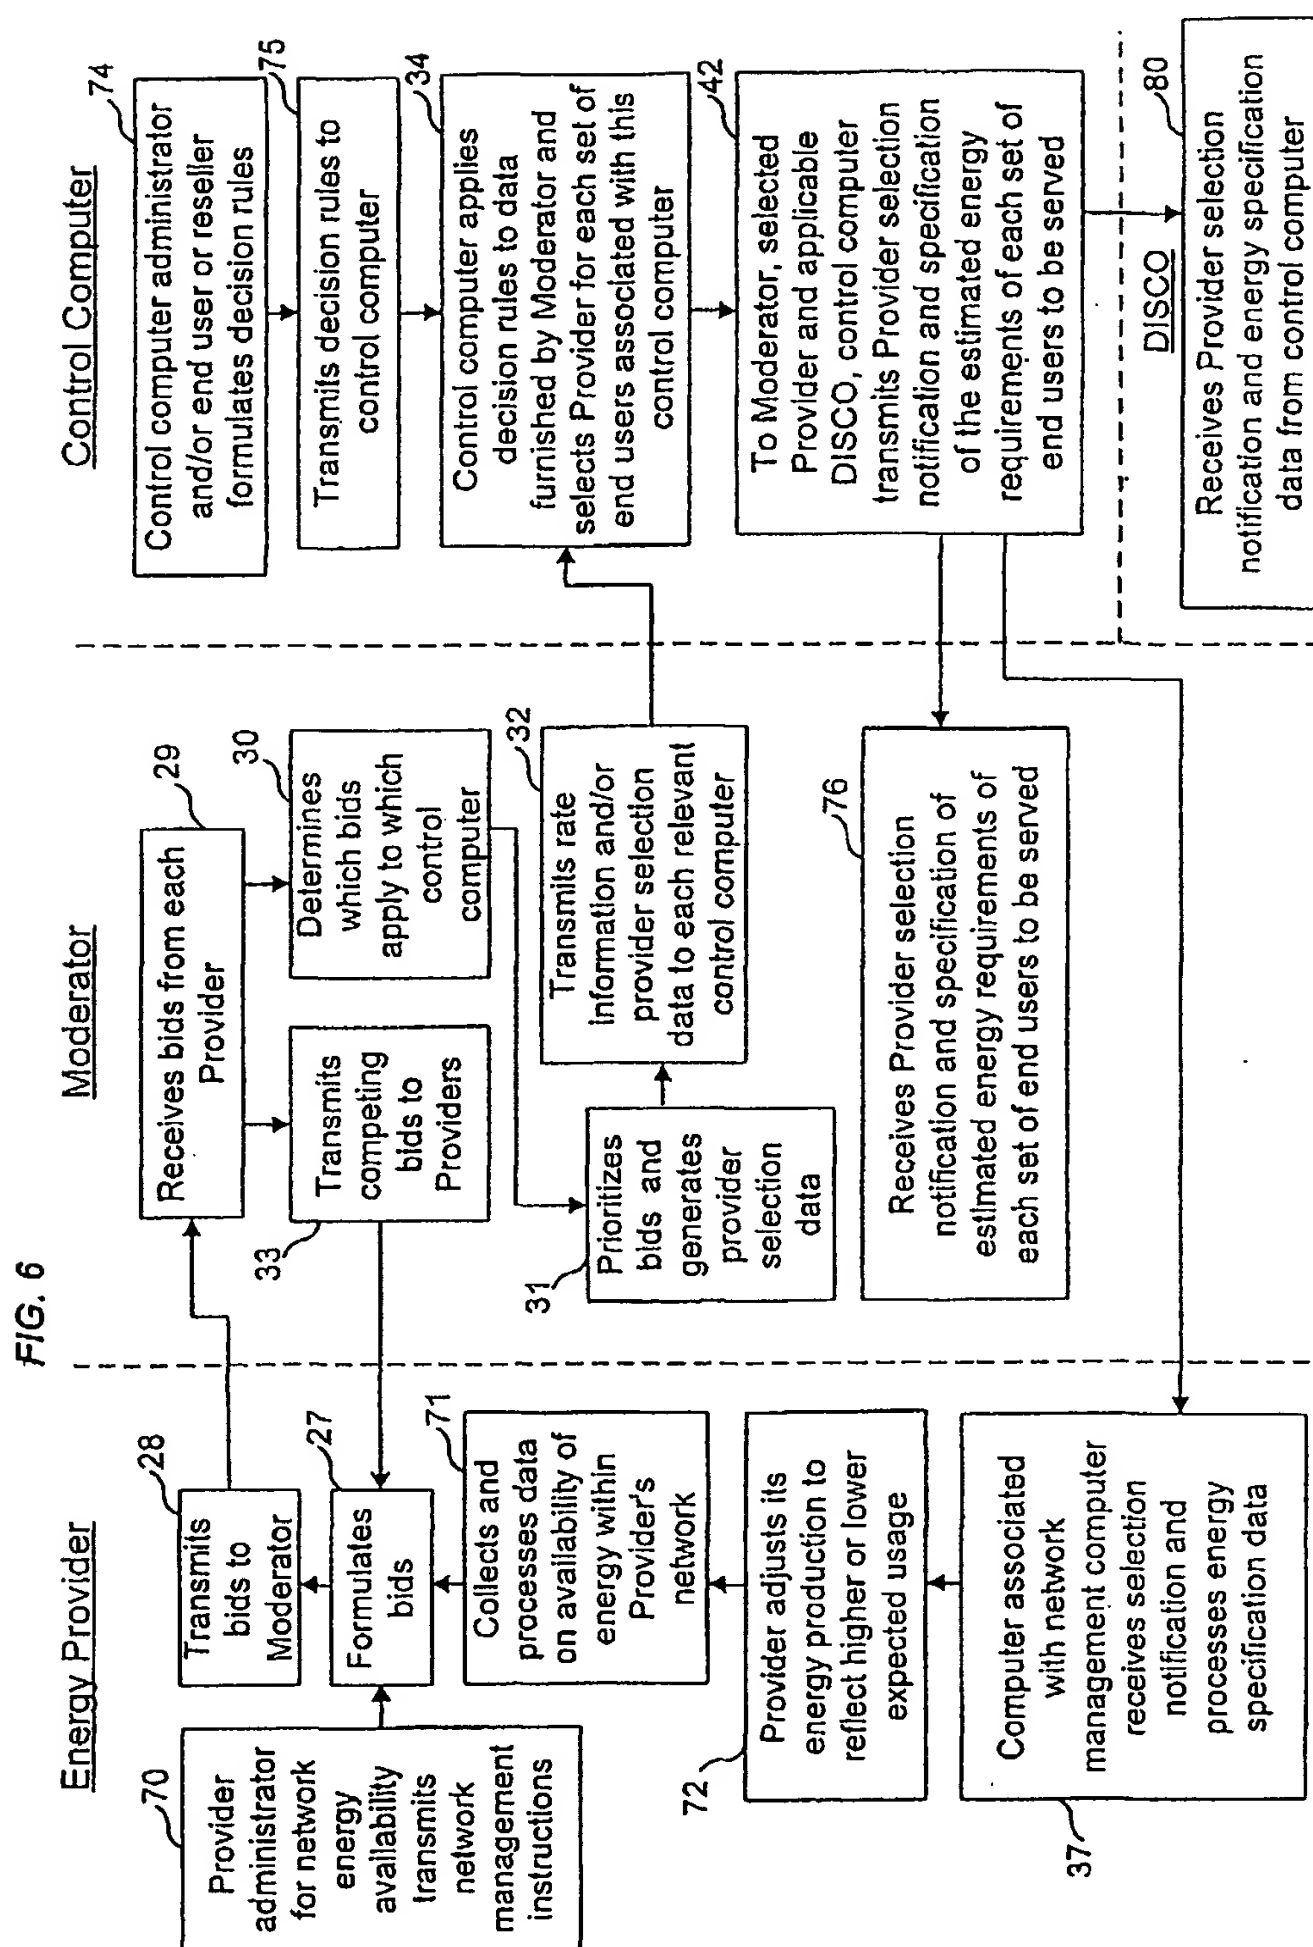 FIG. 6
Energy Provider
70
Provider
administrator
for network
energy
availability
transmits
network
management
instructions
28
Transmits
bids to
Moderator
27
Formulates
bids
71
Collects and
processes data
on availability of
energy within
Provider's
network
72
Provider adjusts its
energy production to
reflect higher or lower
expected usage
37
Computer associated
with network
management computer
receives selection
notification and
processes energy
specification data
Moderator
29
Receives bids from each
Provider
33
Transmits
competing
bids to
Providers
30
Determines
which bids
apply to which
control
computer
31
Prioritizes
bids and
generates
provider
selection
data
32
Transmits rate
information and/or
provider selection
data to each relevant
control computer
76
Receives Provider selection
notification and specification of
estimated energy requirements of
each set of end users to be served
Control Computer
74
Control computer administrator
and/or end user or reseller
formulates decision rules
75
Transmits decision rules to
control computer
34
Control computer applies
decision rules to data
furnished by Moderator and
selects Provider for each set of
end users associated with this
control computer
42
To Moderator, selected
Provider and applicable
DISCO, control computer
transmits Provider selection
notification and specification
of the estimated energy
requirements of each set of
end users to be served
DISCO
80
Receives Provider selection
notification and energy specification
data from control computer